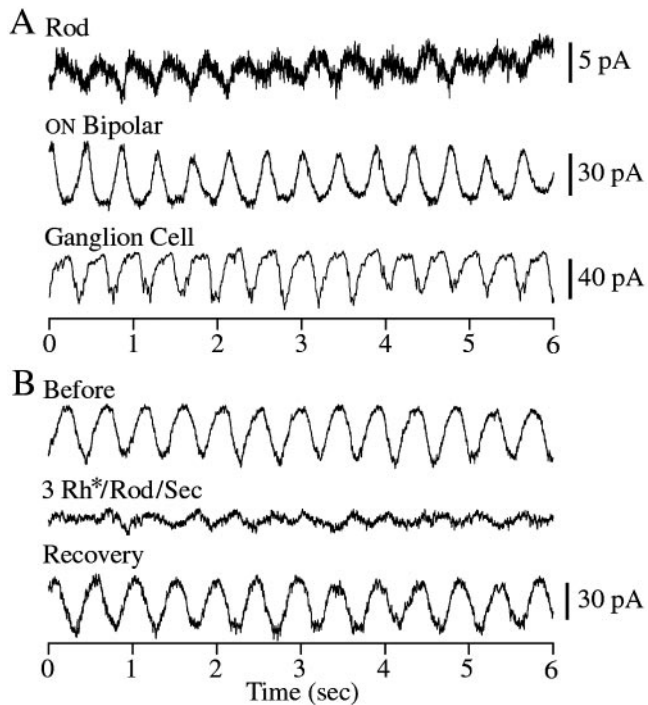 A
Rod
5 pA
ON Bipolar
30 pA
Ganglion Cell
40 pA
0 1 2 3 4 5 6
B
Before
3 Rh*/Rod/Sec
Recovery
30 pA
0 1 2 3 4 5 6
Time (sec)